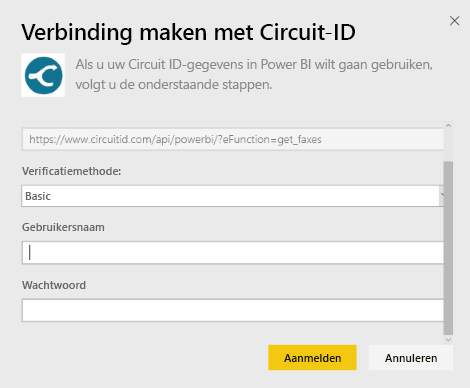 Verbinding maken met Circuit-ID
Als u uw Circuit ID-gegevens in Power BI wilt gaan gebruiken,
volgt u de onderstaande stappen.
https://www.circuitid.com/api/powerbi/?eFunction=get_faxes
Verificatiemethode:
Basic
Gebruikersnaam
Wachtwoord
Aanmelden
Annuleren